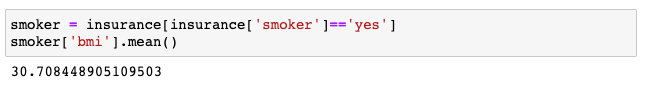 smoker = insurance[insurance['smoker']=='yes']
smoker['bmi'].mean()
30.708448905109503